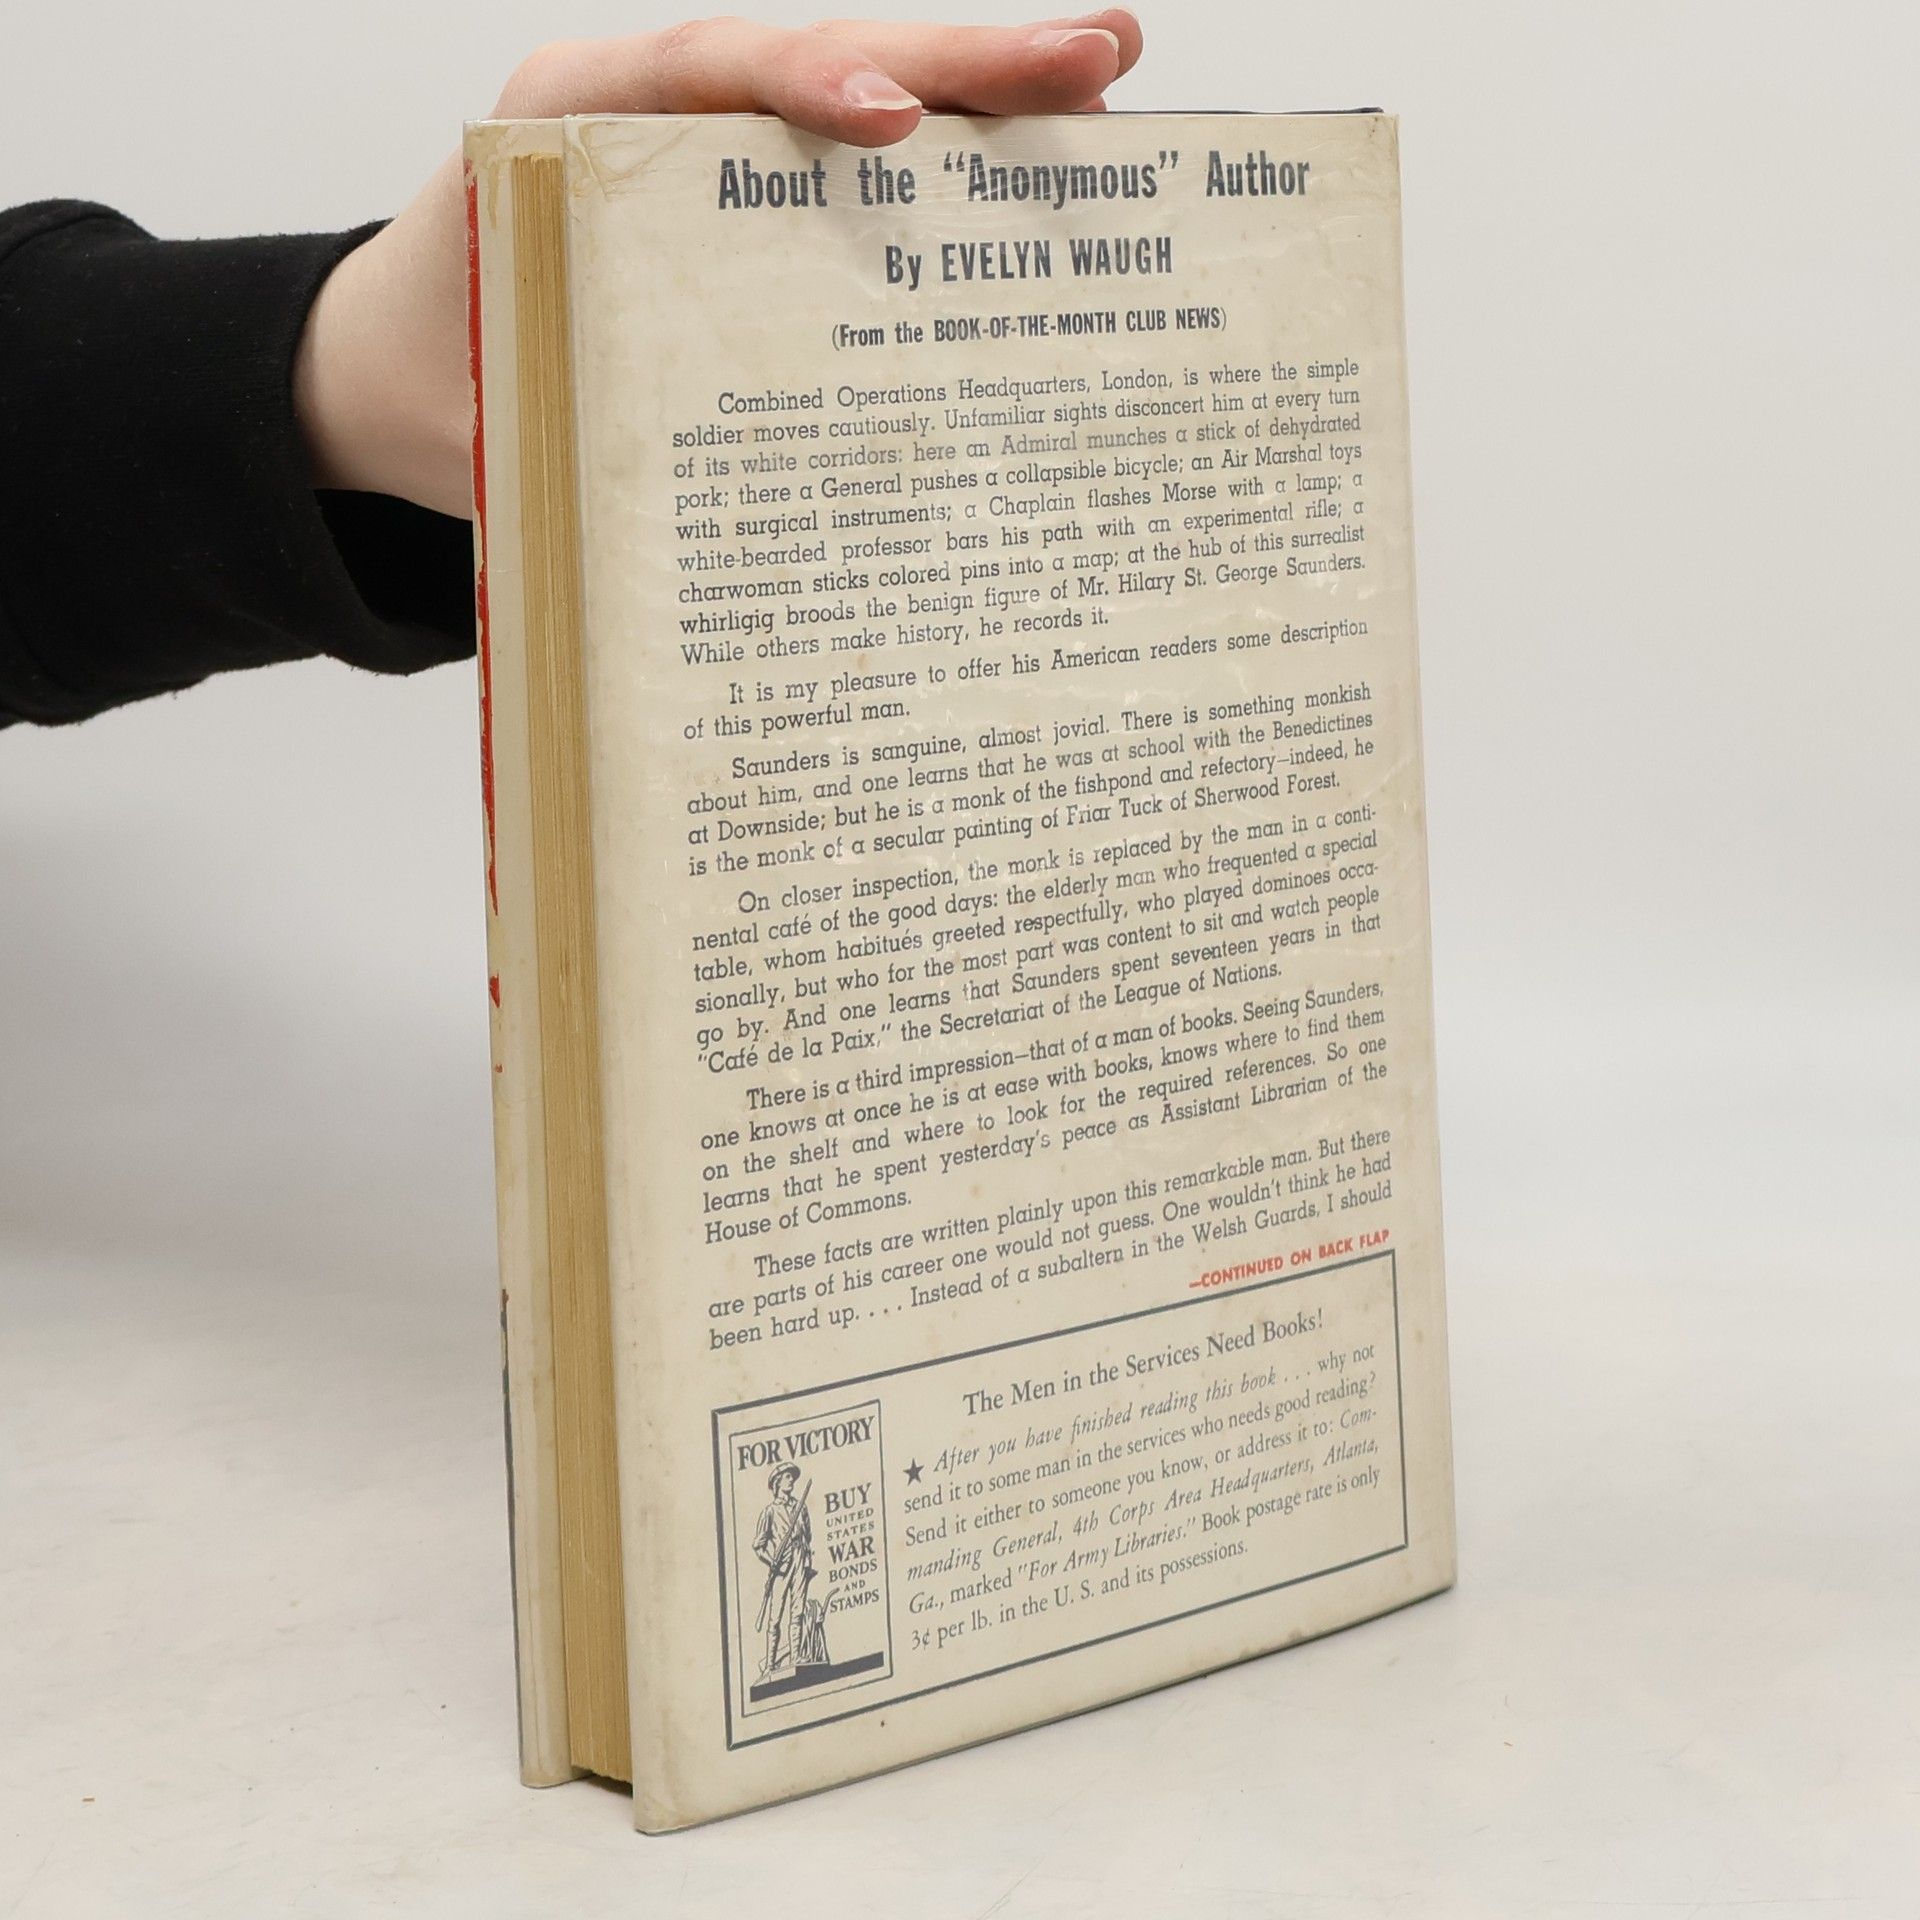 About the “Anonymous” Author
By EVELYN WAUGH
(From the BOOK-OF-THE-MONTH CLUB NEWS)
Combined Operations Headquarters, London, is where the simple
soldier moves cautiously. Unfamiliar sights disconcert him at every turn
of its white corridors: here an Admiral munches a stick of dehydrated
pork; there a General pushes a collapsible bicycle; an Air Marshal toys
with surgical instruments; a Chaplain flashes Morse with a lamp; a
white-bearded professor bars his path with an experimental rifle; a
charwoman sticks colored pins into a map; at the hub of this surrealist
whirligig broods the benign figure of Mr. Hilary St. George Saunders.
While others make history, he records it.
It is my pleasure to offer his American readers some description
of this powerful man.
Saunders is sanguine, almost jovial. There is something monkish
about him, and one learns that he was at school with the Benedictines
at Downside; but he is a monk of the fishpond and refectory—indeed, he
is the monk of a secular painting of Friar Tuck of Sherwood Forest.
On closer inspection, the monk is replaced by the man in a conti-
nental café of the good days: the elderly man who frequented a special
table, whom habitués greeted respectfully, who played dominoes occa-
sionally, but who for the most part was content to sit and watch people
go by. And one learns that Saunders spent seventeen years in that
“Café de la Paix,” the Secretariat of the League of Nations.
There is a third impression—that of a man of books. Seeing Saunders,
one knows at once he is at ease with books, knows where to find them
on the shelf and where to look for the required references. So one
learns that he spent yesterday’s peace as Assistant Librarian of the
House of Commons.
These facts are written plainly upon this remarkable man. But there
are parts of his career one would not guess. One wouldn’t think he had
been hard up. . . . Instead of a subaltern in the Welsh Guards, I should
—CONTINUED ON BACK FLAP
The Men in the Services Need Books!
★ After you have finished reading this book . . . why not
send it to some man in the services who needs good reading?
Send it either to someone you know, or address it to: Com-
manding General, 4th Corps Area Headquarters, Atlanta,
Ga., marked “For Army Libraries.” Book postage rate is only
3¢ per lb. in the U. S. and its possessions.
FOR VICTORY
BUY
UNITED
STATES
WAR
BONDS
AND
STAMPS